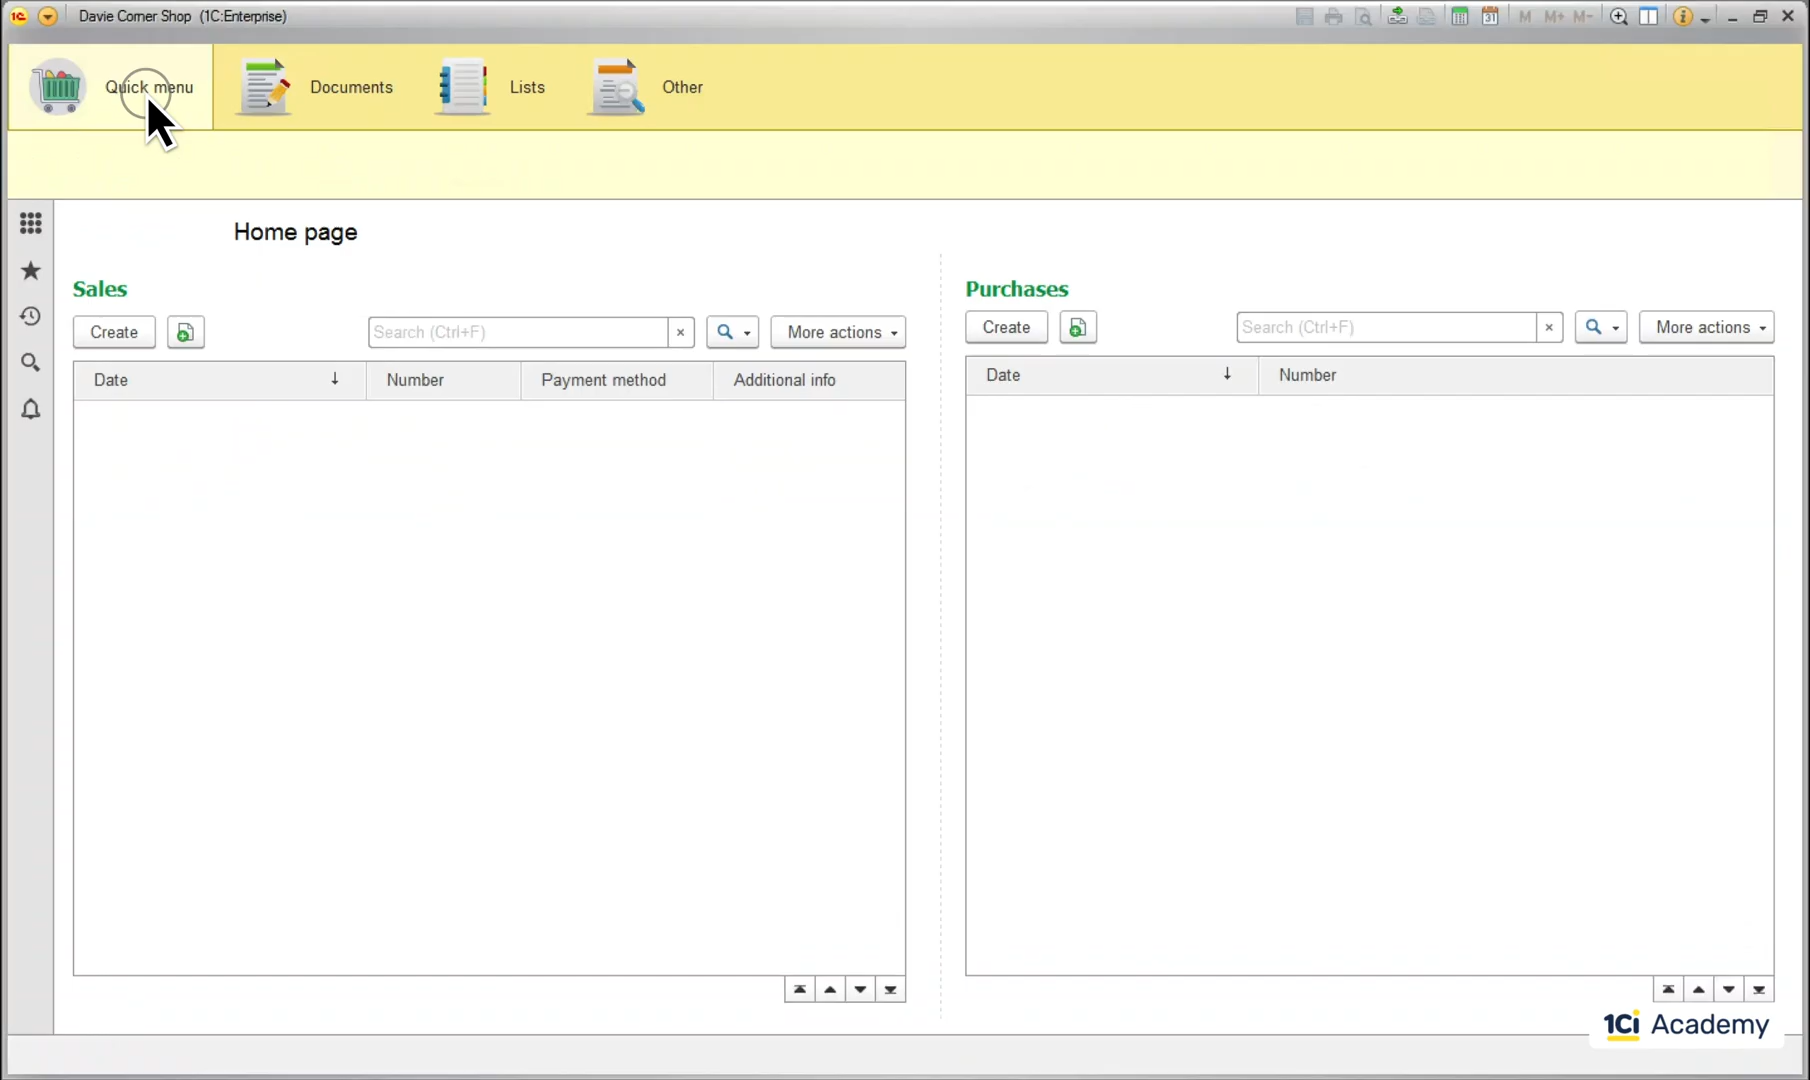 Davie Corner Shop (1C:Enterprise)
M M+ M-
Quick menu
Documents
Lists
Other
Home page
Sales
Create
Search (Ctrl+F)
More actions
Date
Number
Payment method
Additional info
Purchases
Create
Search (Ctrl+F)
More actions
Date
Number
1Ci Academy